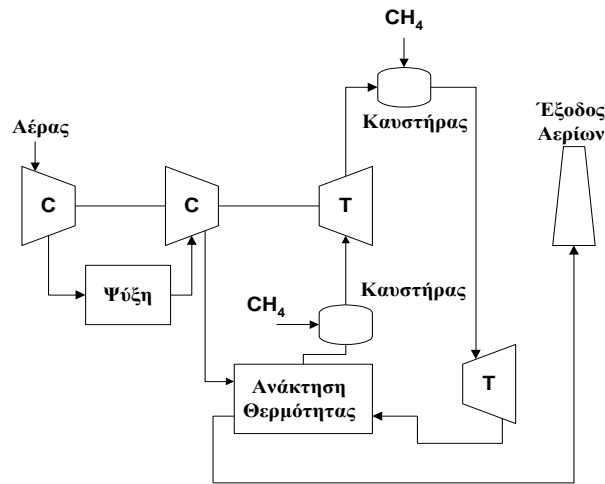 CH₄
Καυστήρας
Έξοδος
Αερίων
Αέρας
C
C
T
Ψύξη
CH₄
Καυστήρας
Ανάκτηση
Θερμότητας
T